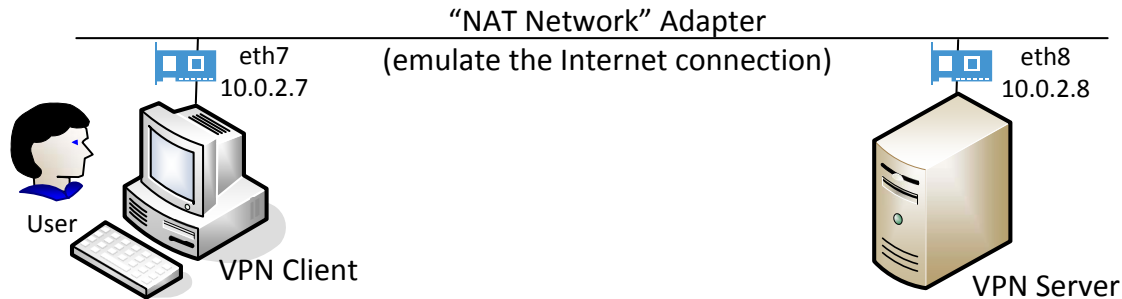 “NAT Network” Adapter
(emulate the Internet connection)
eth7
10.0.2.7
eth8
10.0.2.8
User
VPN Client
VPN Server